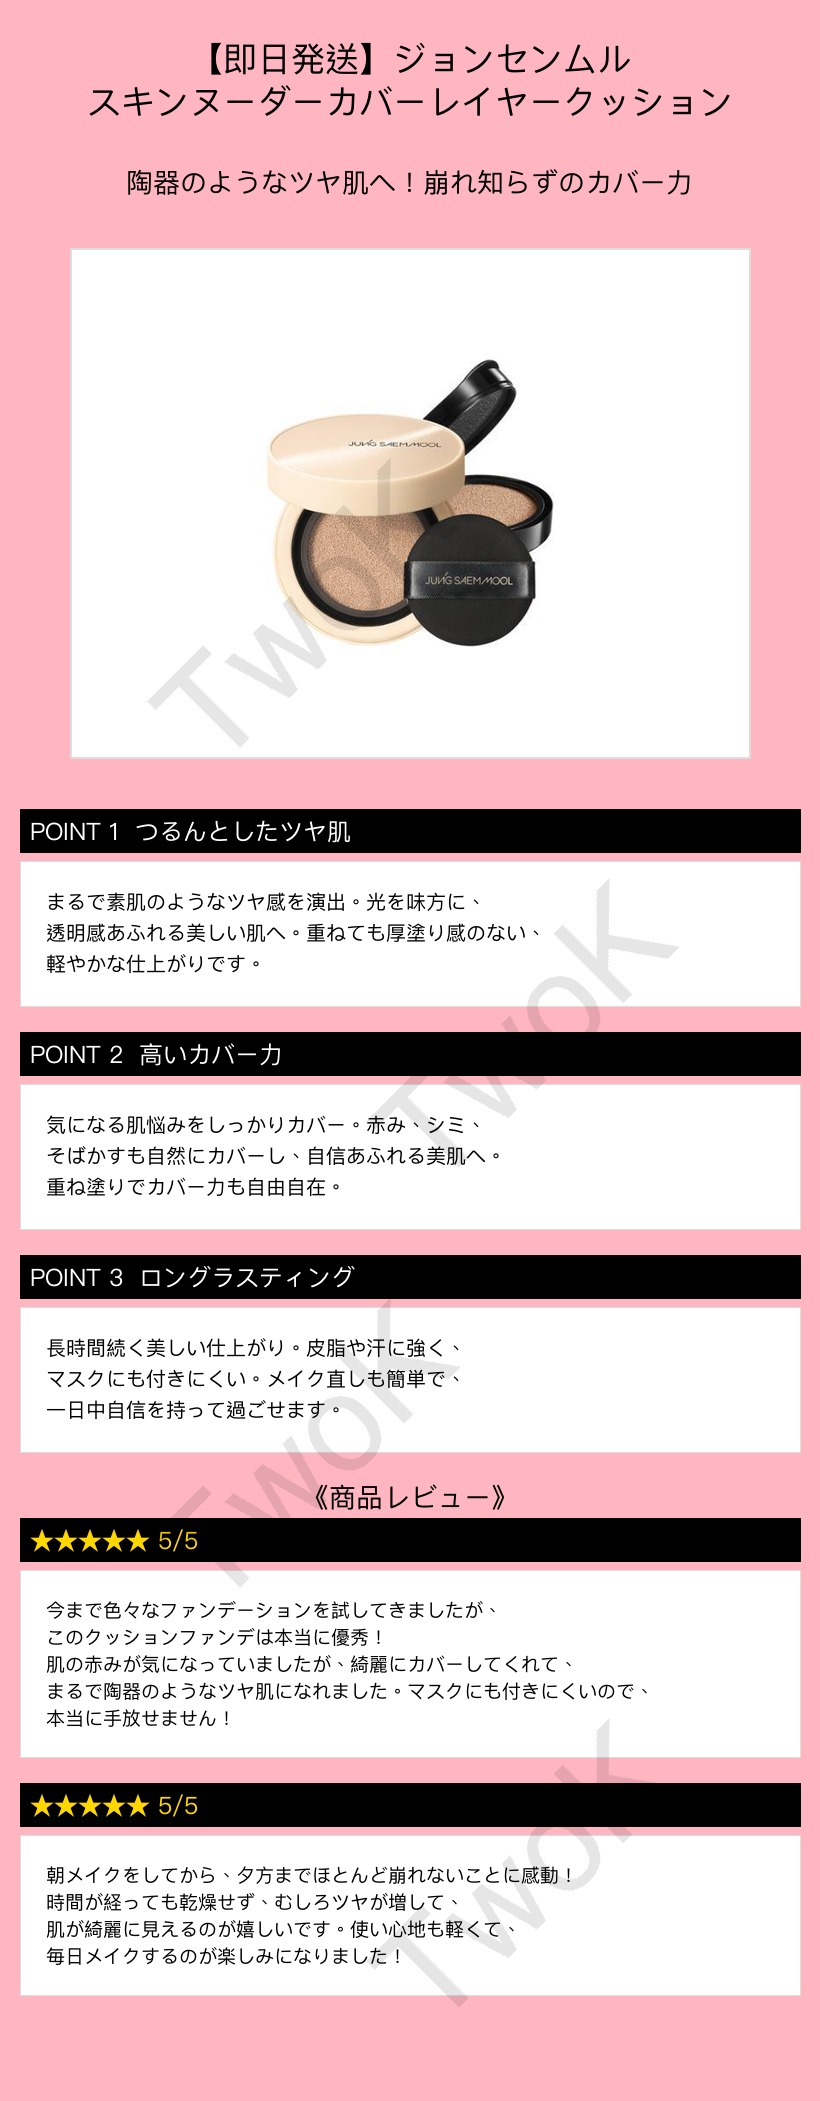 【即日発送】ジョンセンムル
スキンヌーダーカバーレイヤークッション
陶器のようなツヤ肌へ！崩れ知らずのカバー力
JUNG SAEM MOOL
JUNG SAEM MOOL
TwoK
POINT 1 つるんとしたツヤ肌
まるで素肌のようなツヤ感を演出。光を味方に、
透明感あふれる美しい肌へ。重ねても厚塗り感のない、
軽やかな仕上がりです。
TwoK
POINT 2 高いカバー力
気になる肌悩みをしっかりカバー。赤み、シミ、
そばかすも自然にカバーし、自信あふれる美肌へ。
重ね塗りでカバー力も自由自在。
POINT 3 ロングラスティング
長時間続く美しい仕上がり。皮脂や汗に強く、
マスクにも付きにくい。メイク直しも簡単で、
一日中自信を持って過ごせます。
TwoK
《商品レビュー》
★★★★★ 5/5
今まで色々なファンデーションを試してきましたが、
このクッションファンデは本当に優秀！
肌の赤みが気になっていましたが、綺麗にカバーしてくれて、
まるで陶器のようなツヤ肌になれました。マスクにも付きにくいので、
本当に手放せません！
★★★★★ 5/5
朝メイクをしてから、夕方までほとんど崩れないことに感動！
時間が経っても乾燥せず、むしろツヤが増して、
肌が綺麗に見えるのが嬉しいです。使い心地も軽くて、
毎日メイクするのが楽しみになりました！
TwoK